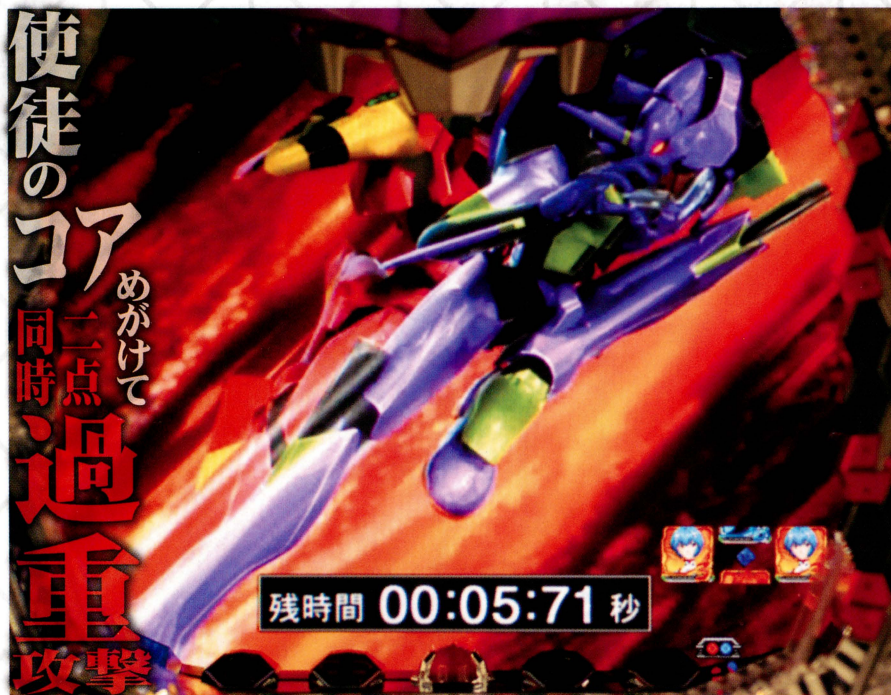 使徒の
コア
めがけて
二点
同時
過重
攻撃
残時間 00:05:71 秒